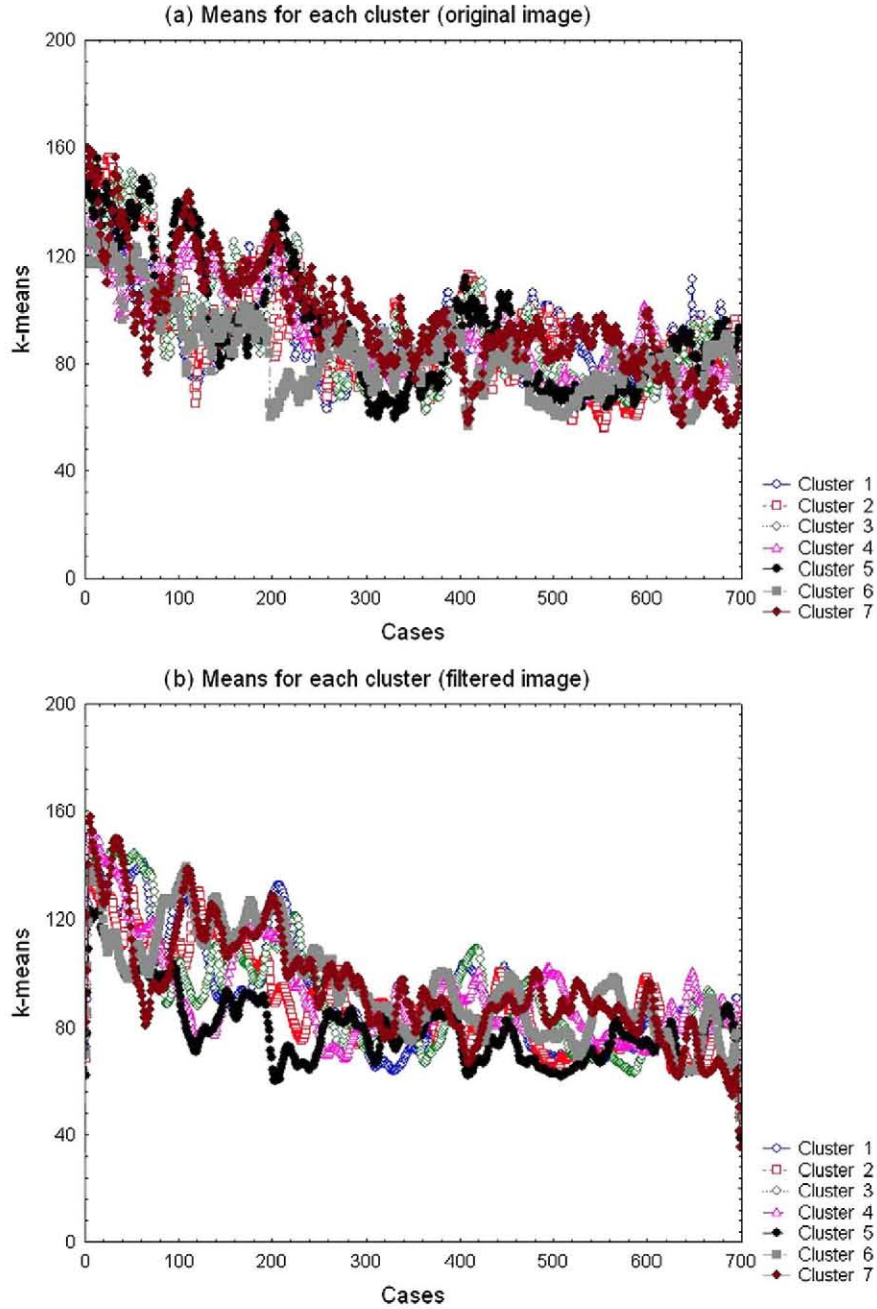 (a) Means for each cluster (original image)
200
160
120
80
40
0
k-means
0 100 200 300 400 500 600 700
Cases
Cluster 1
Cluster 2
Cluster 3
Cluster 4
Cluster 5
Cluster 6
Cluster 7
(b) Means for each cluster (filtered image)
200
160
120
80
40
0
k-means
0 100 200 300 400 500 600 700
Cases
Cluster 1
Cluster 2
Cluster 3
Cluster 4
Cluster 5
Cluster 6
Cluster 7